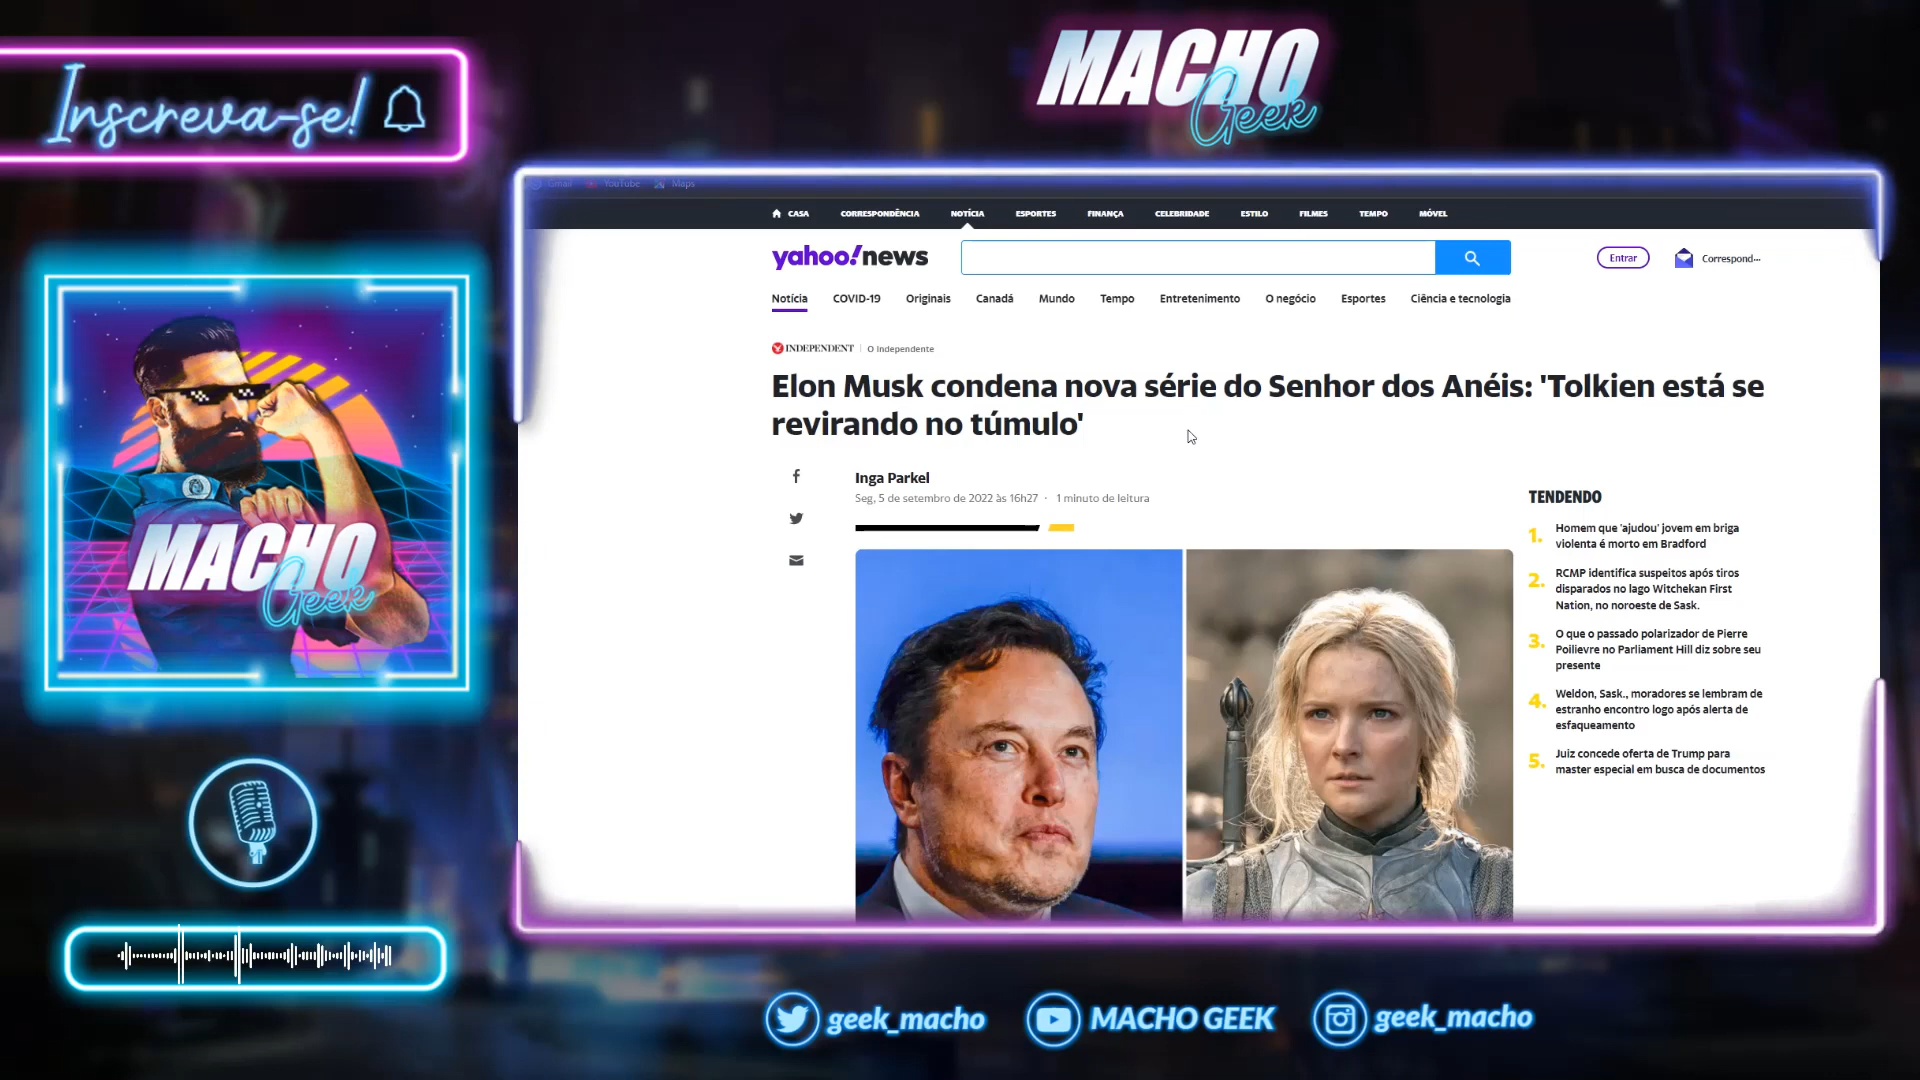 Inscreva-se!
MACHO
Geek
MACHO
Geek
Gmail YouTube Maps
CASA CORRESPONDÊNCIA NOTÍCIA ESPORTES FINANÇA CELEBRIDADE ESTILO FILMES TEMPO MÓVEL
yahoo!news
Entrar
Correspond...
Notícia COVID-19 Originais Canadá Mundo Tempo Entretenimento O negócio Esportes Ciência e tecnologia
INDEPENDENT | O Independente
Elon Musk condena nova série do Senhor dos Anéis: 'Tolkien está se
revirando no túmulo'
Inga Parkel
Seg, 5 de setembro de 2022 às 16h27 · 1 minuto de leitura
TENDENDO
1. Homem que 'ajudou' jovem em briga
violenta é morto em Bradford
2. RCMP identifica suspeitos após tiros
disparados no lago Witchekan First
Nation, no noroeste de Sask.
3. O que o passado polarizador de Pierre
Poilievre no Parliament Hill diz sobre seu
presente
4. Weldon, Sask., moradores se lembram de
estranho encontro logo após alerta de
esfaqueamento
5. Juiz concede oferta de Trump para
master especial em busca de documentos
geek_macho
MACHO GEEK
geek_macho